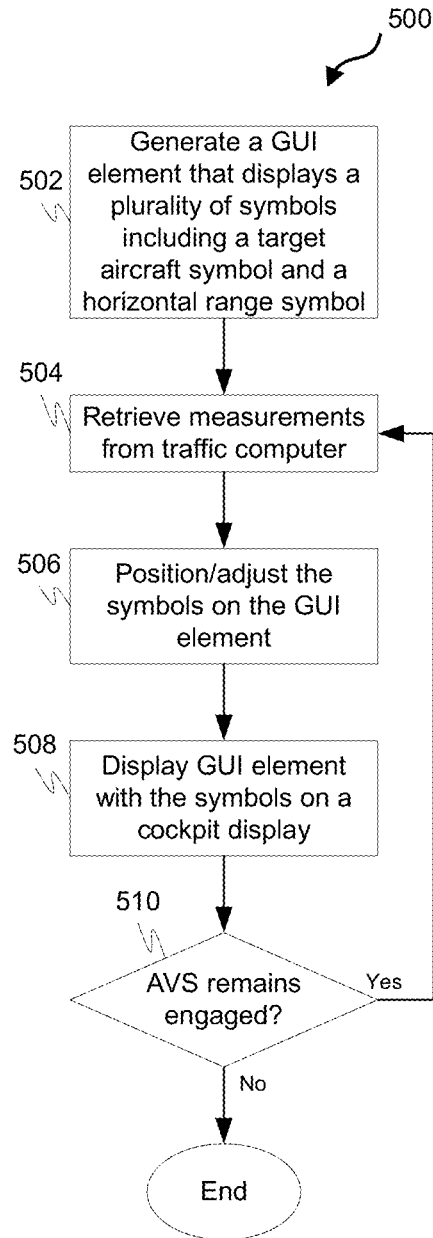 500
502
Generate a GUI
element that displays a
plurality of symbols
including a target
aircraft symbol and a
horizontal range symbol
504
Retrieve measurements
from traffic computer
506
Position/adjust the
symbols on the GUI
element
508
Display GUI element
with the symbols on a
cockpit display
510
AVS remains
engaged?
Yes
No
End